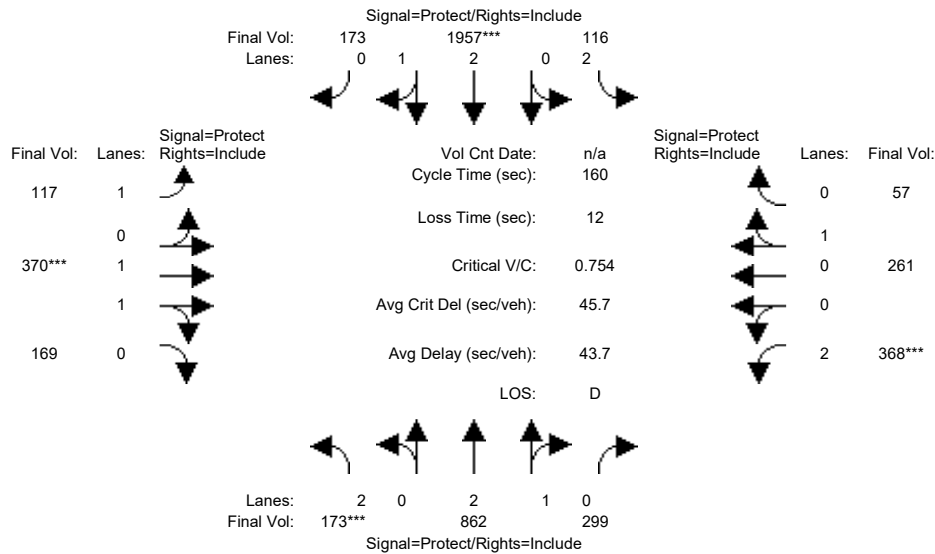 Signal=Protect/Rights=Include
Final Vol: 173 1957*** 116
Lanes: 0 1 2 0 2
Signal=Protect
Final Vol: Lanes: Rights=Include
Vol Cnt Date: n/a
Signal=Protect
Rights=Include Lanes: Final Vol:
Cycle Time (sec): 160
117 1
0 57
Loss Time (sec): 12
0
1
370*** 1
Critical V/C: 0.754
0 261
1
Avg Crit Del (sec/veh): 45.7
0
169 0
Avg Delay (sec/veh): 43.7
2 368***
LOS: D
Lanes: 2 0 2 1 0
Final Vol: 173*** 862 299
Signal=Protect/Rights=Include